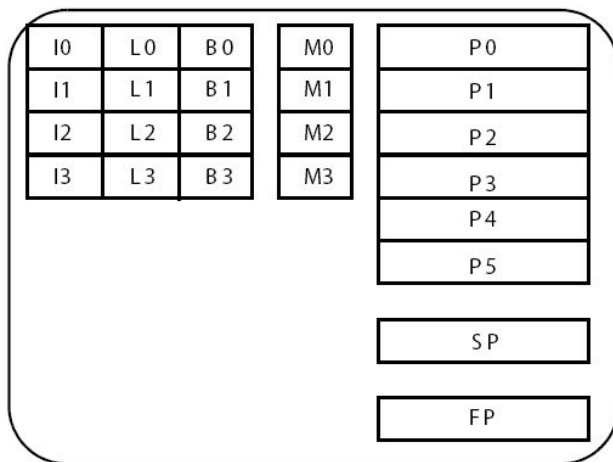 I0 L0 B0 M0 P0
I1 L1 B1 M1 P1
I2 L2 B2 M2 P2
I3 L3 B3 M3 P3
P4
P5
SP
FP